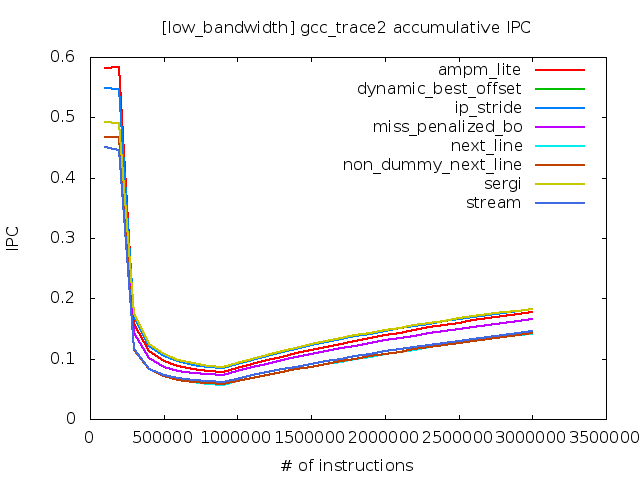 [low_bandwidth] gcc_trace2 accumulative IPC
0.6
0.5
0.4
0.3
0.2
0.1
0
IPC
ampm_lite
dynamic_best_offset
ip_stride
miss_penalized_bo
next_line
non_dummy_next_line
sergi
stream
0 500000 1000000 1500000 2000000 2500000 3000000 3500000
# of instructions